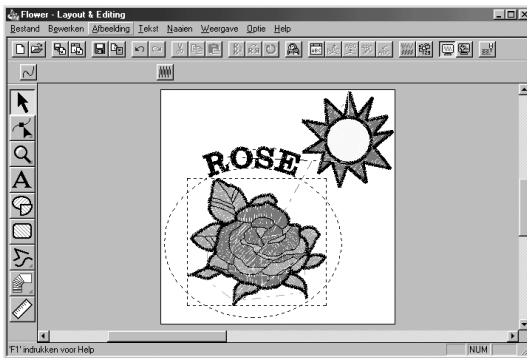 Flower - Layout & Editing
Bestand Bewerken Afbeelding Tekst Naaien Weergave Optie Help
A
ROSE
'F1' indrukken voor Help
NUM